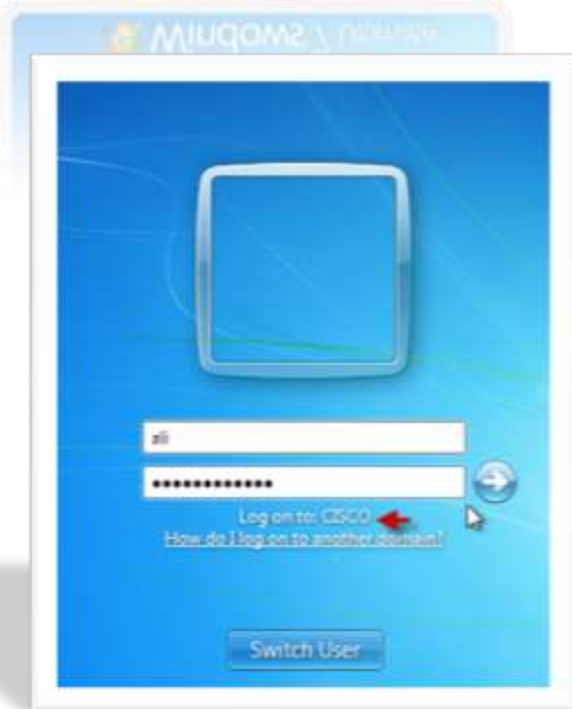 Windows 7 Ultimate
ali
••••••••••••
Log on to: CISCO
How do I log on to another domain?
Switch User